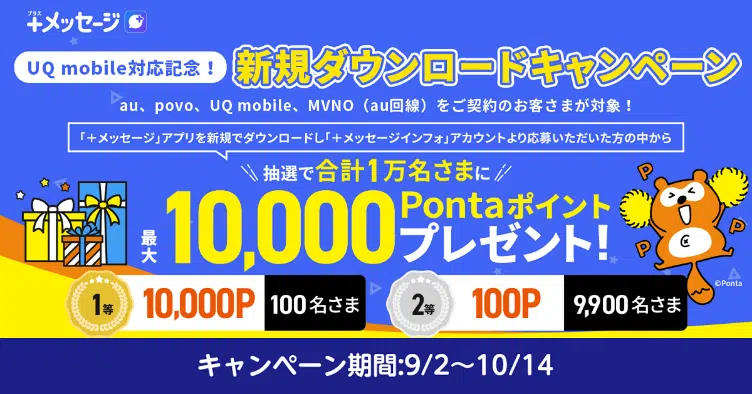 プラス
+メッセージ
UQ mobile対応記念！
新規ダウンロードキャンペーン
au、povo、UQ mobile、MVNO（au回線）をご契約のお客さまが対象！
「＋メッセージ」アプリを新規でダウンロードし「＋メッセージインフォ」アカウントより応募いただいた方の中から
抽選で合計1万名さまに
最大10,000Pontaポイント
プレゼント！
P
P
P
P
©Ponta
1等 10,000P 100名さま
2等 100P 9,900名さま
キャンペーン期間:9/2〜10/14